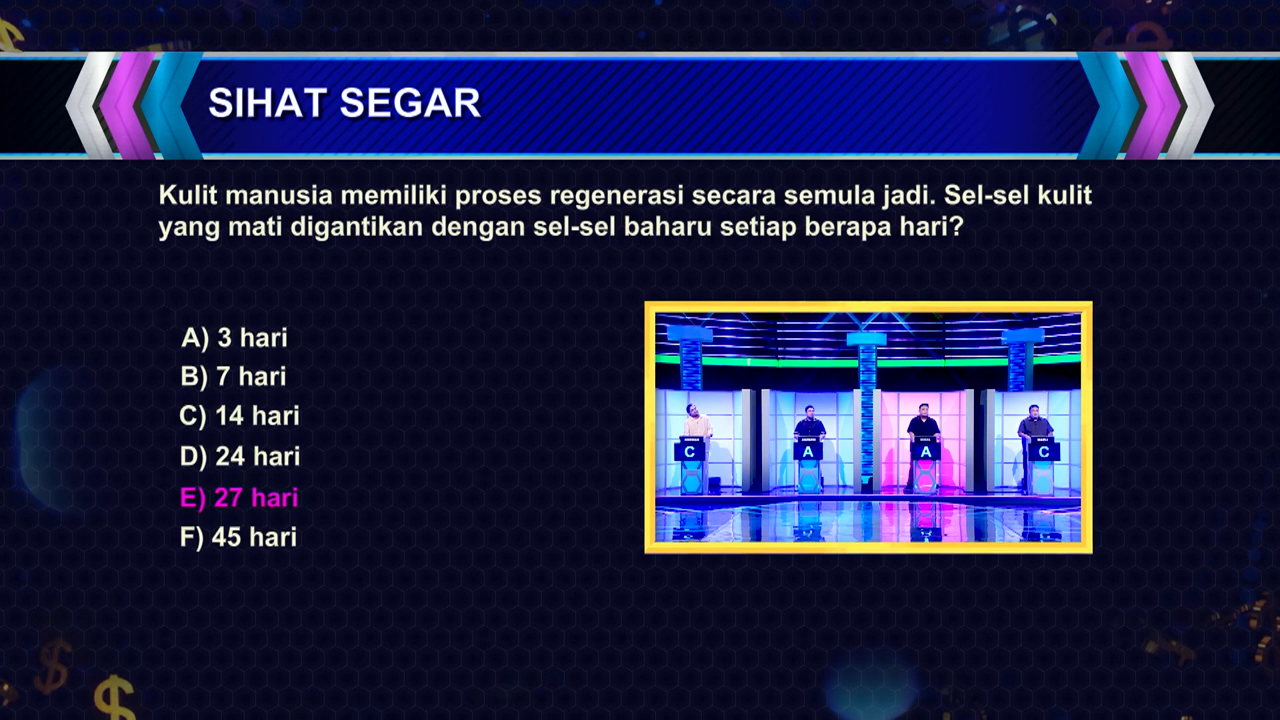 SIHAT SEGAR
Kulit manusia memiliki proses regenerasi secara semula jadi. Sel-sel kulit
yang mati digantikan dengan sel-sel baharu setiap berapa hari?
A) 3 hari
B) 7 hari
C) 14 hari
D) 24 hari
E) 27 hari
F) 45 hari
C
A
A
C